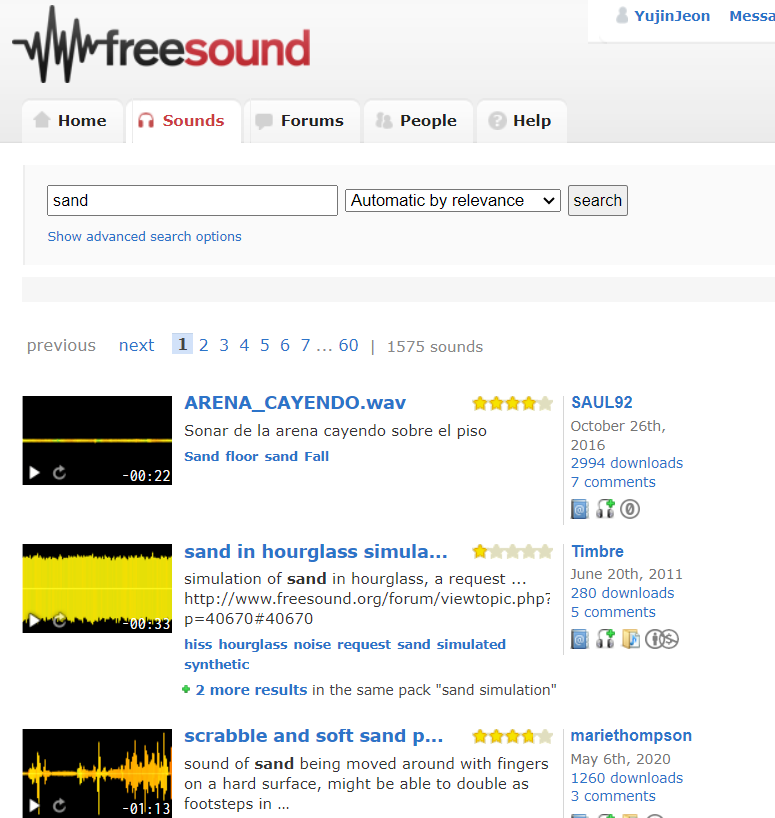 YujinJeon Messa
freesound
Home Sounds Forums People Help
sand Automatic by relevance search
Show advanced search options
previous next 1 2 3 4 5 6 7 ... 60 | 1575 sounds
ARENA_CAYENDO.wav
Sonar de la arena cayendo sobre el piso
Sand floor sand Fall
-00:22
SAUL92
October 26th,
2016
2994 downloads
7 comments
sand in hourglass simula...
simulation of sand in hourglass, a request ...
http://www.freesound.org/forum/viewtopic.php?
p=40670#40670
hiss hourglass noise request sand simulated
synthetic
2 more results in the same pack "sand simulation"
-00:33
Timbre
June 20th, 2011
280 downloads
5 comments
scrabble and soft sand p...
sound of sand being moved around with fingers
on a hard surface, might be able to double as
footsteps in ...
-01:13
mariethompson
May 6th, 2020
1260 downloads
3 comments